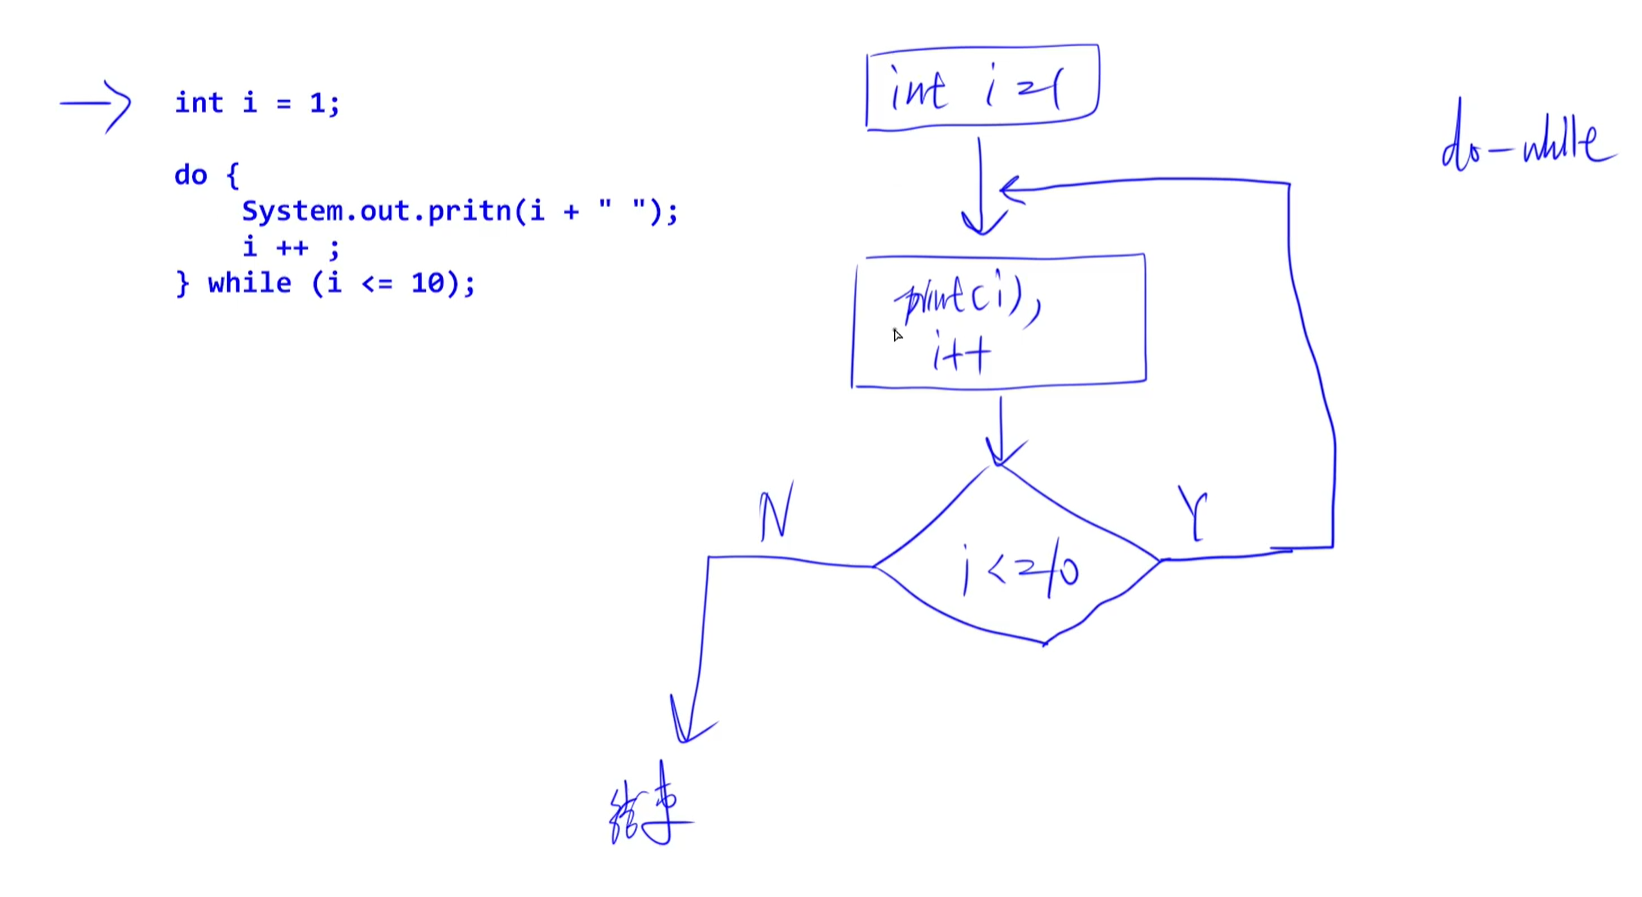 int i = 1;
do {
System.out.pritn(i + " ");
i ++ ;
} while (i <= 10);
int i =1
do-while
print(i),
i++
N
Y
i<=10
结束